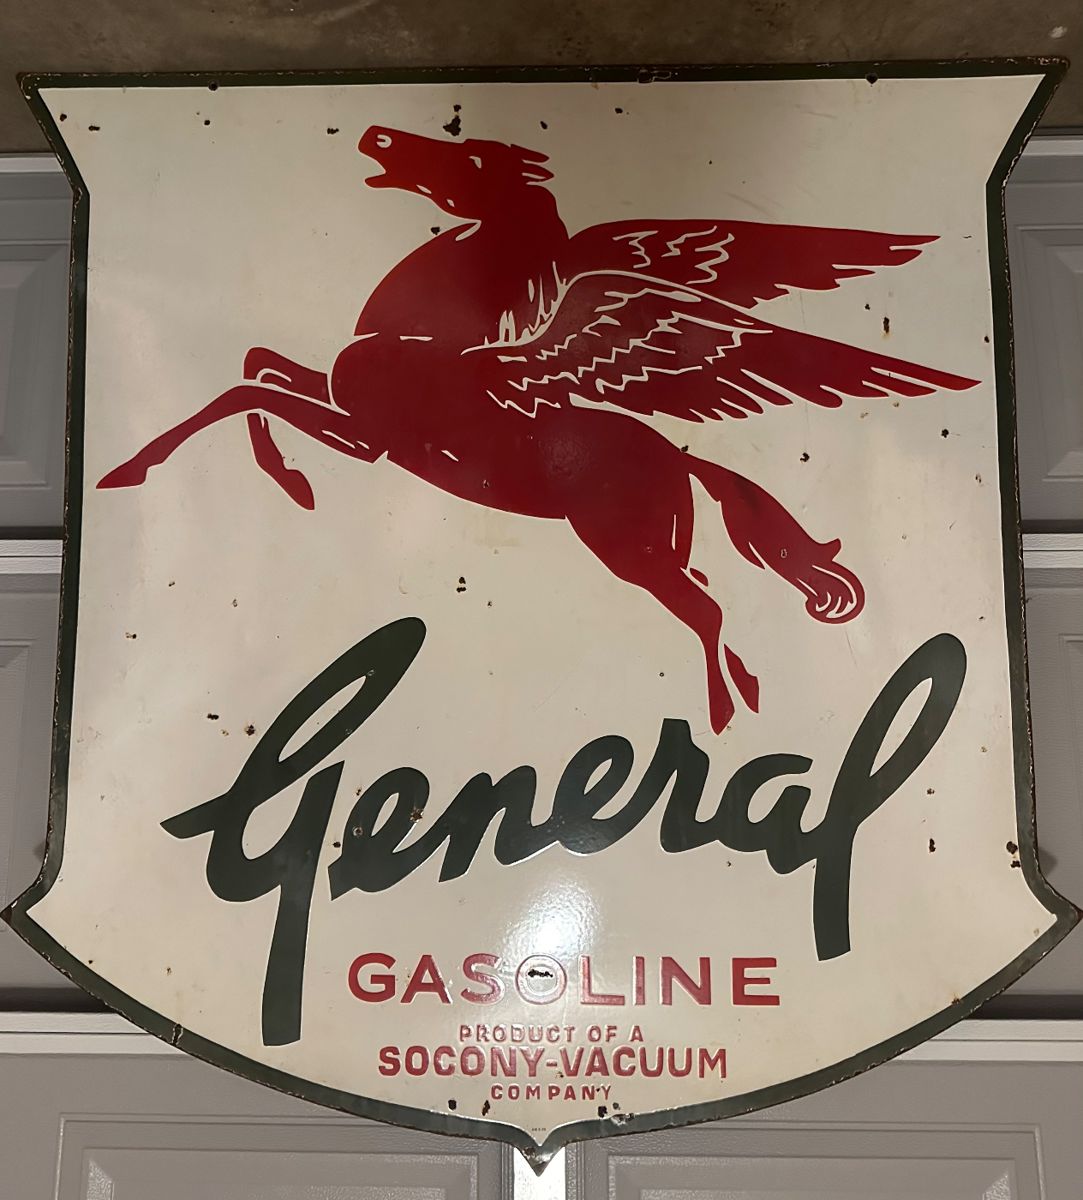 General
GASOLINE
PRODUCT OF A
SOCONY-VACUUM
COMPANY